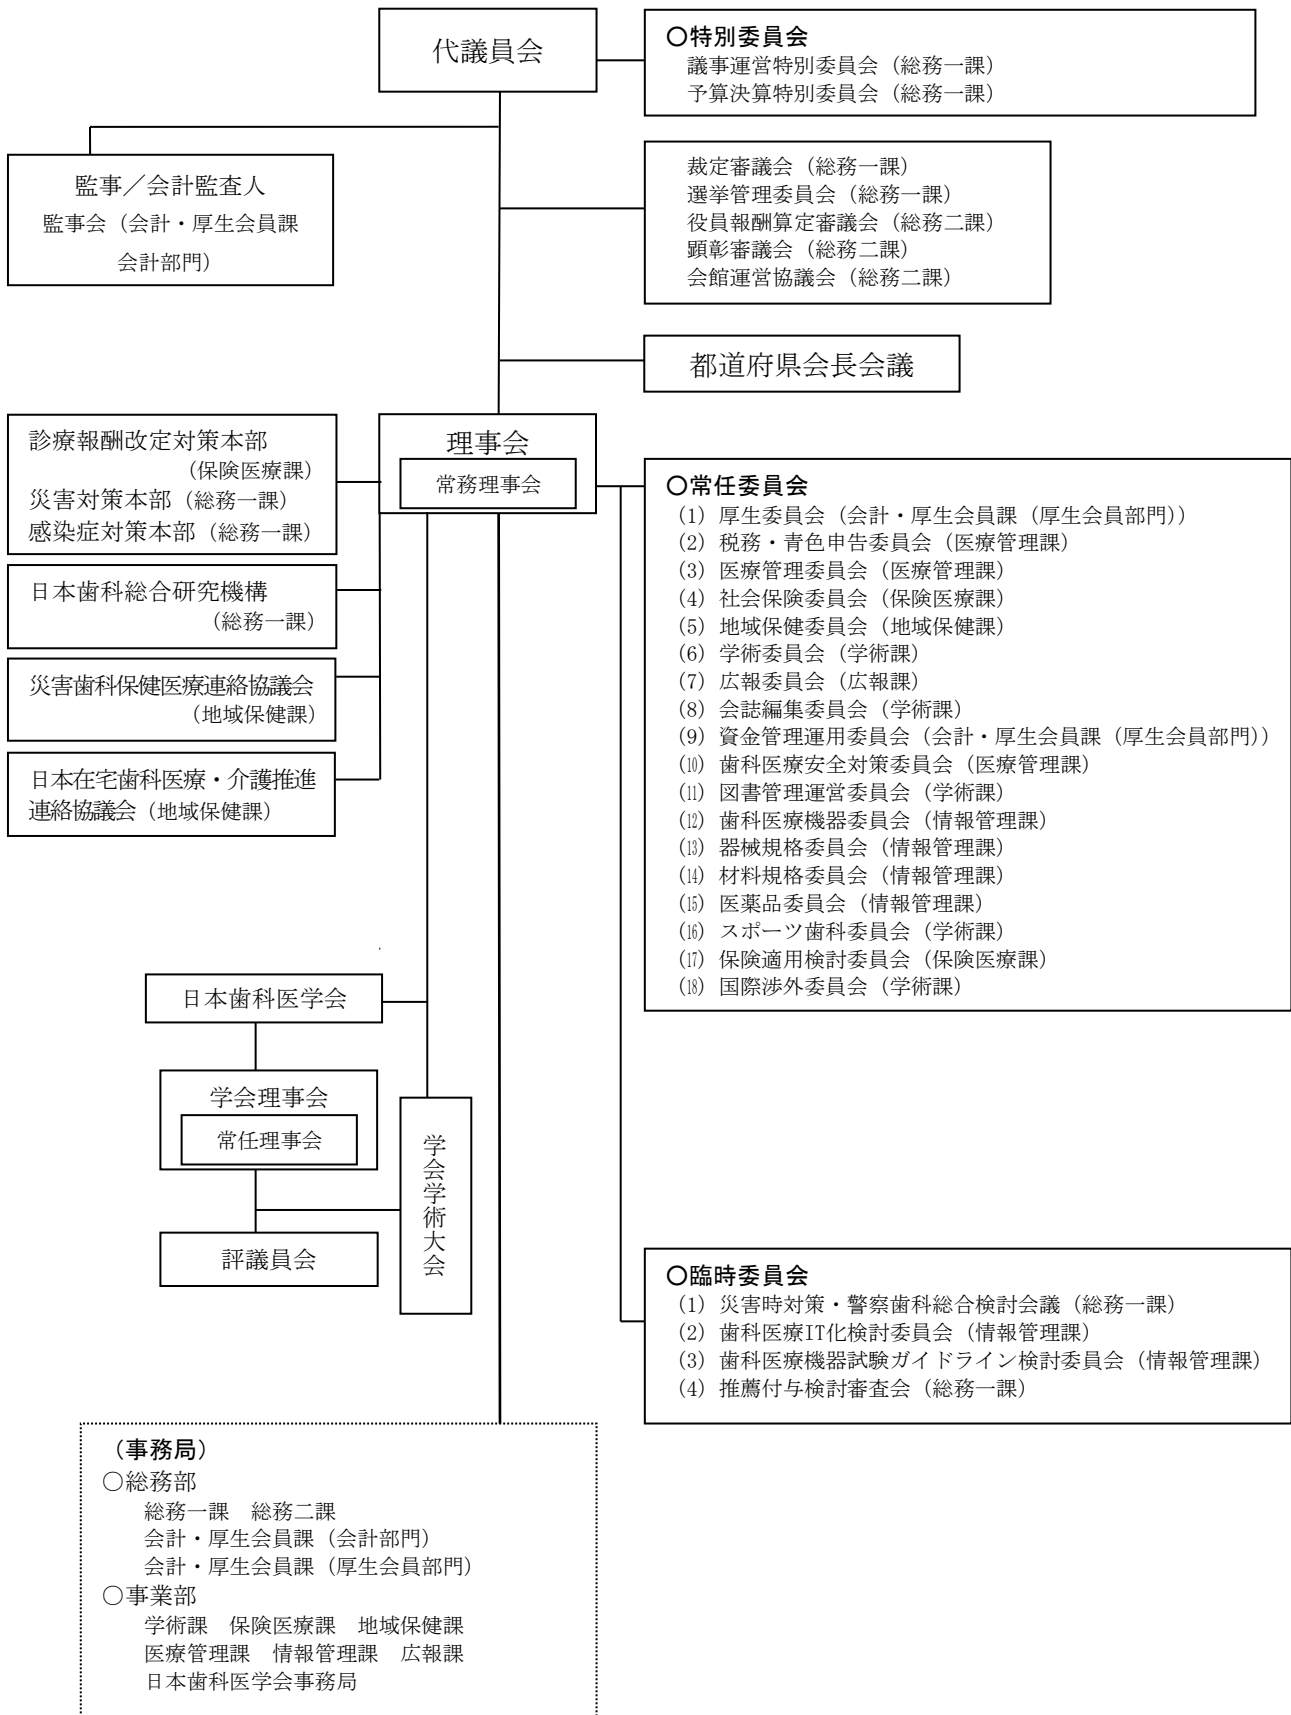 代議員会
〇特別委員会
議事運営特別委員会（総務一課）
予算決算特別委員会（総務一課）
監事／会計監査人
監事会（会計・厚生会員課
会計部門）
裁定審議会（総務一課）
選挙管理委員会（総務一課）
役員報酬算定審議会（総務二課）
顕彰審議会（総務二課）
会館運営協議会（総務二課）
都道府県会長会議
理事会
常務理事会
診療報酬改定対策本部
（保険医療課）
災害対策本部（総務一課）
感染症対策本部（総務一課）
日本歯科総合研究機構
（総務一課）
災害歯科保健医療連絡協議会
（地域保健課）
日本在宅歯科医療・介護推進
連絡協議会（地域保健課）
〇常任委員会
(1) 厚生委員会（会計・厚生会員課（厚生会員部門））
(2) 税務・青色申告委員会（医療管理課）
(3) 医療管理委員会（医療管理課）
(4) 社会保険委員会（保険医療課）
(5) 地域保健委員会（地域保健課）
(6) 学術委員会（学術課）
(7) 広報委員会（広報課）
(8) 会誌編集委員会（学術課）
(9) 資金管理運用委員会（会計・厚生会員課（厚生会員部門））
(10) 歯科医療安全対策委員会（医療管理課）
(11) 図書管理運営委員会（学術課）
(12) 歯科医療機器委員会（情報管理課）
(13) 器械規格委員会（情報管理課）
(14) 材料規格委員会（情報管理課）
(15) 医薬品委員会（情報管理課）
(16) スポーツ歯科委員会（学術課）
(17) 保険適用検討委員会（保険医療課）
(18) 国際渉外委員会（学術課）
日本歯科医学会
学会理事会
常任理事会
学会学術大会
評議員会
〇臨時委員会
(1) 災害時対策・警察歯科総合検討会議（総務一課）
(2) 歯科医療IT化検討委員会（情報管理課）
(3) 歯科医療機器試験ガイドライン検討委員会（情報管理課）
(4) 推薦付与検討審査会（総務一課）
（事務局）
〇総務部
総務一課　総務二課
会計・厚生会員課（会計部門）
会計・厚生会員課（厚生会員部門）
〇事業部
学術課　保険医療課　地域保健課
医療管理課　情報管理課　広報課
日本歯科医学会事務局